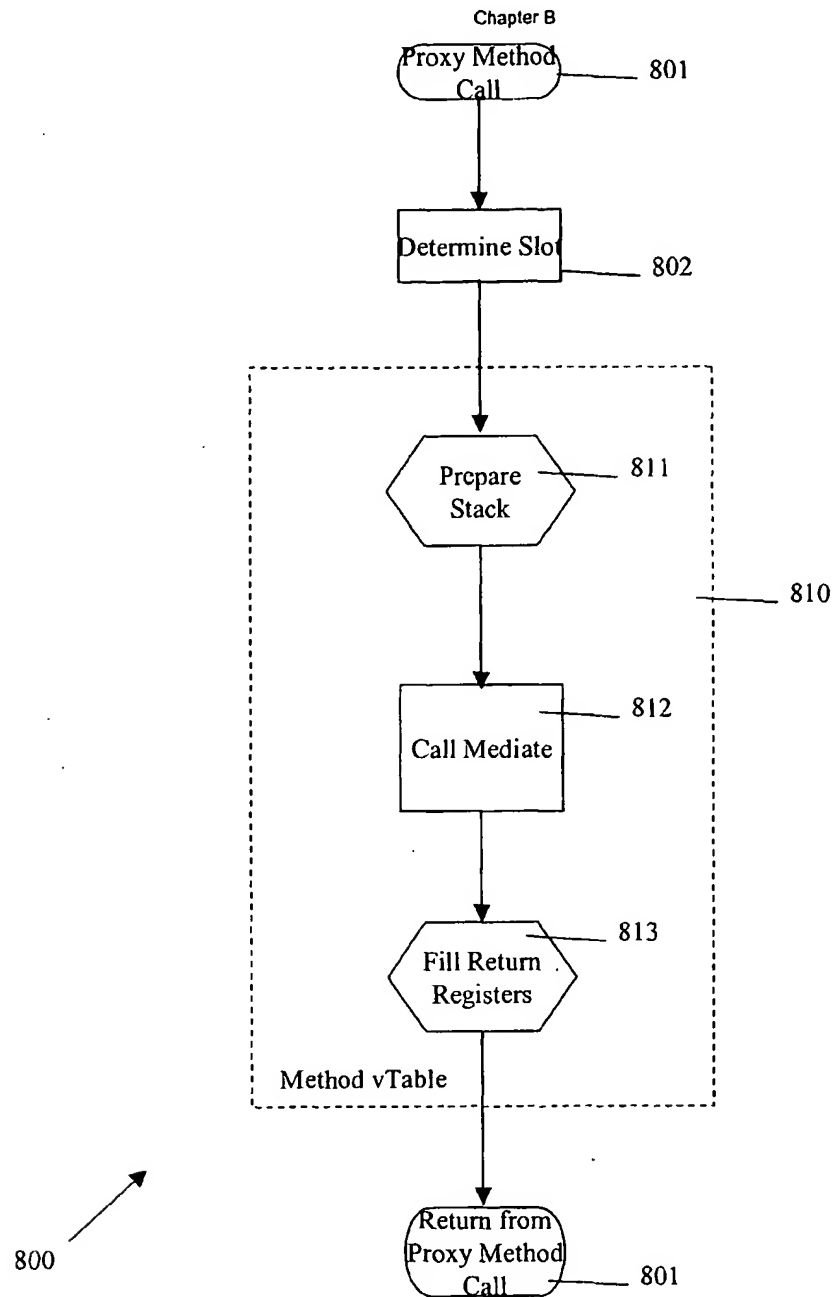 Chapter B
Proxy Method
Call
801
Determine Slot
802
Prepare
Stack
811
810
812
Call Mediate
813
Fill Return
Registers
Method vTable
Return from
Proxy Method
Call
801
800